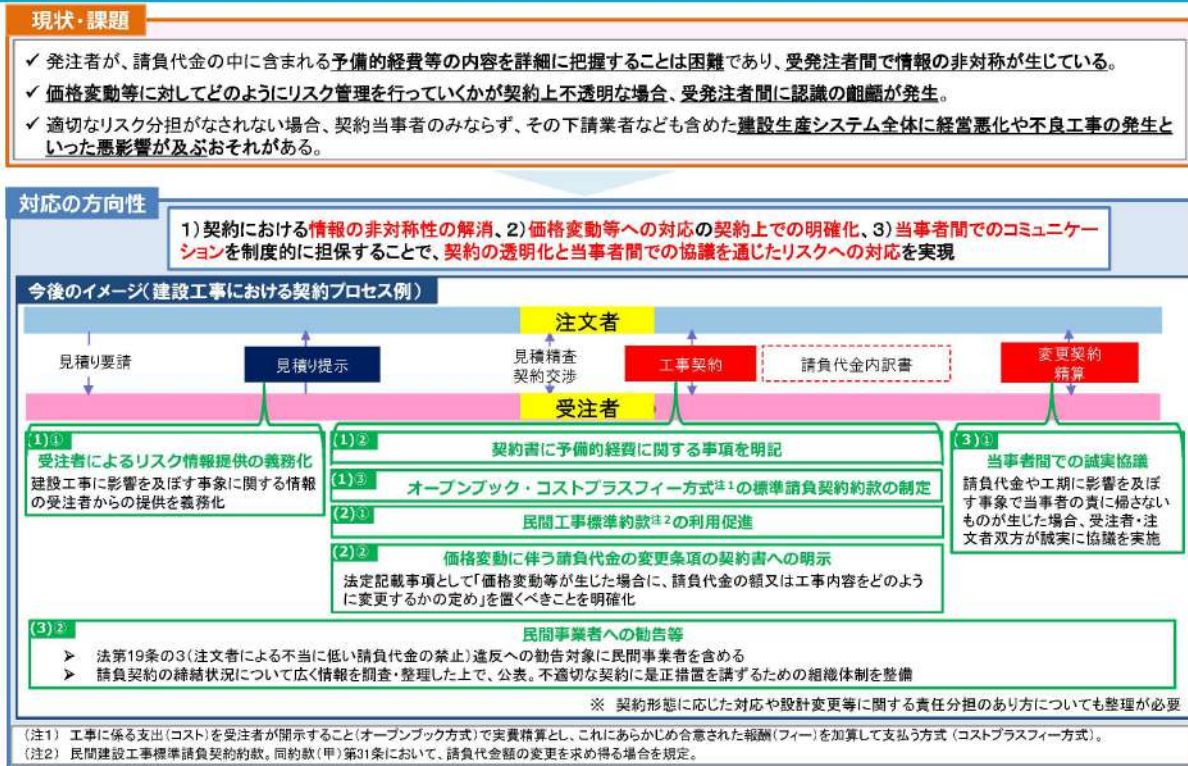 現状・課題
✓ 発注者が、請負代金の中に含まれる予備的経費等の内容を詳細に把握することは困難であり、受発注者間で情報の非対称が生じている。
✓ 価格変動等に対してどのようにリスク管理を行っていくかが契約上不透明な場合、受発注者間に認識の齟齬が発生。
✓ 適切なリスク分担がなされない場合、契約当事者のみならず、その下請業者なども含めた建設生産システム全体に経営悪化や不良工事の発生と
いった悪影響が及ぶおそれがある。
対応の方向性
1)契約における情報の非対称性の解消、2)価格変動等への対応の契約上での明確化、3)当事者間でのコミュニケー
ションを制度的に担保することで、契約の透明化と当事者間での協議を通じたリスクへの対応を実現
今後のイメージ(建設工事における契約プロセス例)
注文者
見積り要請
見積り提示
見積精査
契約交渉
工事契約
請負代金内訳書
変更契約
精算
受注者
(1)①
受注者によるリスク情報提供の義務化
建設工事に影響を及ぼす事象に関する情報
の受注者からの提供を義務化
(1)②
契約書に予備的経費に関する事項を明記
(1)③
オープンブック・コストプラスフィー方式注1の標準請負契約約款の制定
(2)①
民間工事標準約款注2の利用促進
(2)②
価格変動に伴う請負代金の変更条項の契約書への明示
法定記載事項として「価格変動等が生じた場合に、請負代金の額又は工事内容をどのよう
に変更するかの定め」を置くべきことを明確化
(3)①
当事者間での誠実協議
請負代金や工期に影響を及ぼ
す事象で当事者の責に帰さない
ものが生じた場合、受注者・注
文者双方が誠実に協議を実施
(3)②
民間事業者への勧告等
➢ 法第19条の3(注文者による不当に低い請負代金の禁止)違反への勧告対象に民間事業者を含める
➢ 請負契約の締結状況について広く情報を調査・整理した上で、公表。不適切な契約に是正措置を講ずるための組織体制を整備
※ 契約形態に応じた対応や設計変更等に関する責任分担のあり方についても整理が必要
(注1) 工事に係る支出(コスト)を受注者が開示すること(オープンブック方式)で実費精算とし、これにあらかじめ合意された報酬(フィー)を加算して支払う方式 (コストプラスフィー方式)。
(注2) 民間建設工事標準請負契約約款。同約款(甲)第31条において、請負代金額の変更を求め得る場合を規定。